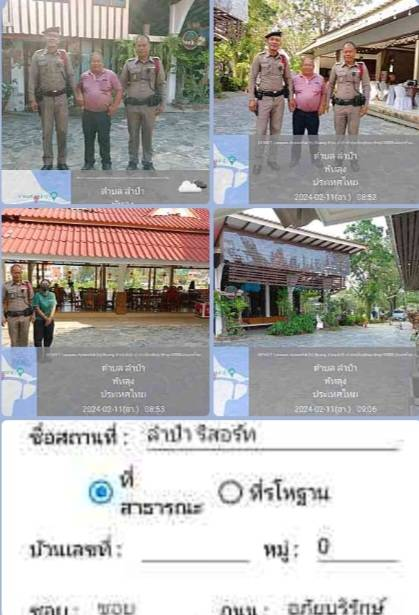 ตำบล ลำปำ
ตำบล ลำปำ
พัทลุง
ประเทศไทย
2024-02-11(อา.) 08:52
ตำบล ลำปำ
พัทลุง
ประเทศไทย
2024-02-11(อา.) 08:53
ตำบล ลำปำ
พัทลุง
ประเทศไทย
2024-02-11(อา.) 09:06
ชื่อสถานที่ : ลำปำ รีสอร์ท
ที่สาธารณะ
ที่รโหฐาน
บ้านเลขที่ :
หมู่ : 0
ซอย : ซอย
ถนน : อภัยบริรักษ์